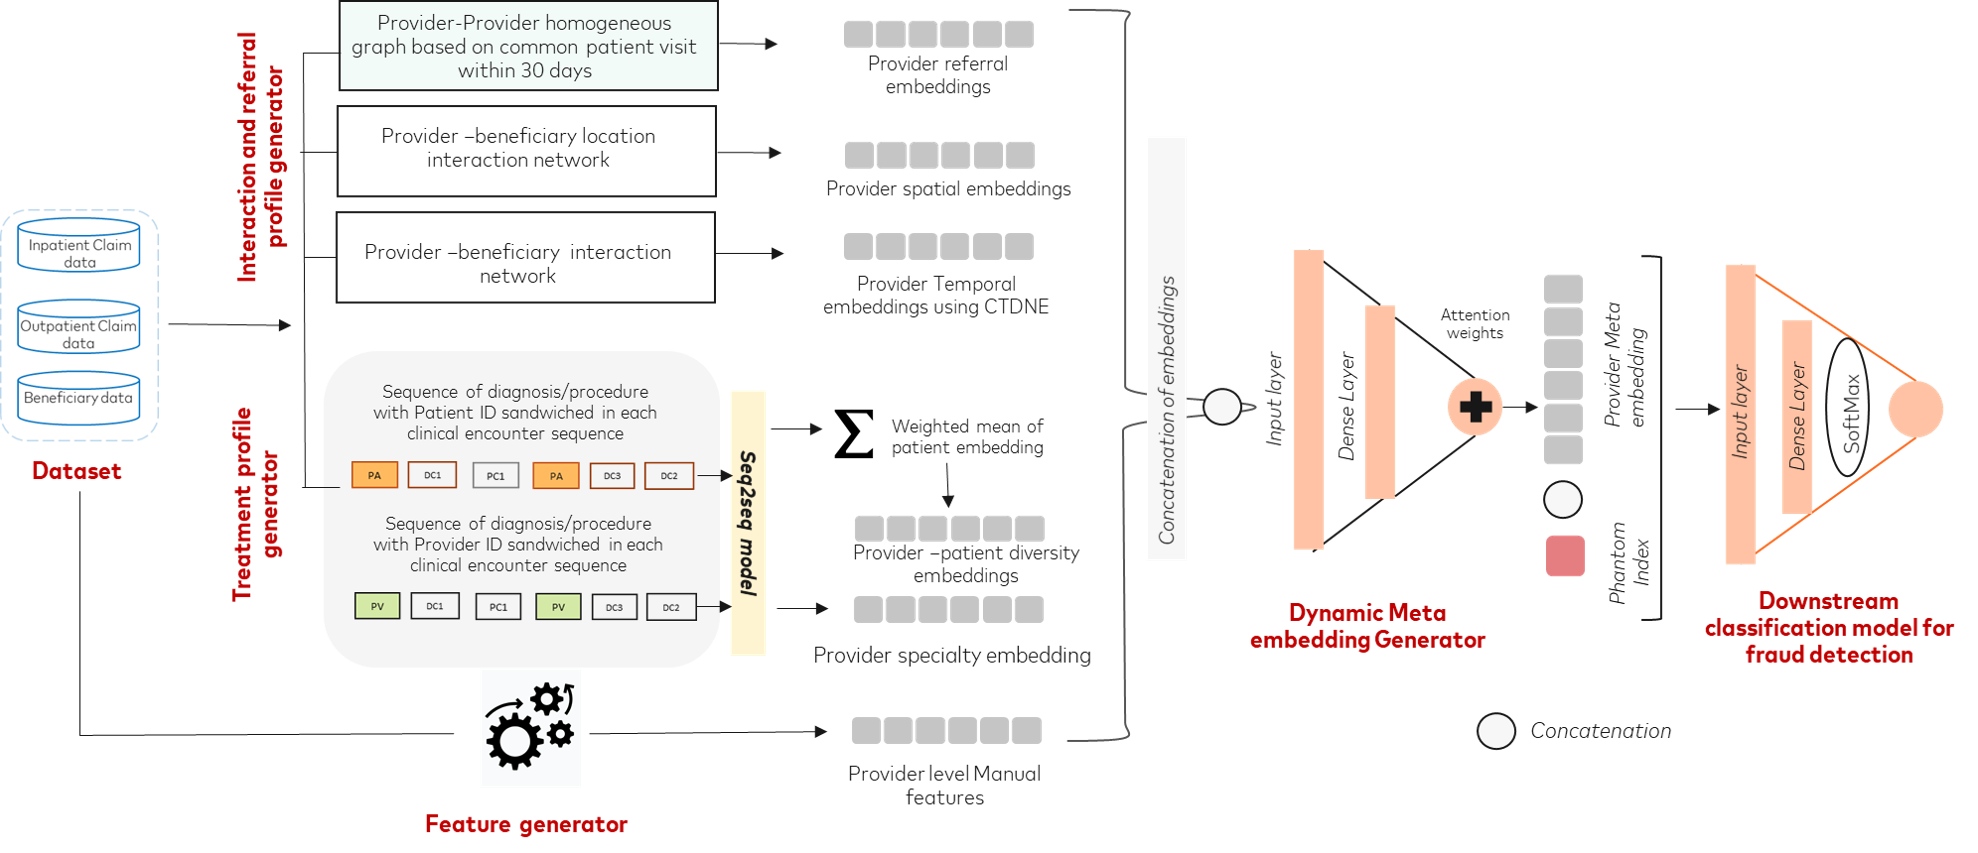 Provider-Provider homogeneous
graph based on common patient visit
within 30 days
Provider referral
embeddings
Interaction and referral
profile generator
Provider –beneficiary location
interaction network
Provider spatial embeddings
Provider –beneficiary interaction
network
Provider Temporal
embeddings using CTDNE
Inpatient Claim
data
Outpatient Claim
data
Beneficiary data
Dataset
Treatment profile
generator
Sequence of diagnosis/procedure
with Patient ID sandwiched in each
clinical encounter sequence
PA DC1 PC1 PA DC3 DC2
Sequence of diagnosis/procedure
with Provider ID sandwiched in each
clinical encounter sequence
PV DC1 PC1 PV DC3 DC2
Seq2seq model
Σ
Weighted mean of
patient embedding
Provider –patient diversity
embeddings
Provider specialty embedding
Feature generator
Provider level Manual
features
Concatenation of embeddings
Input layer
Dense Layer
Attention
weights
Dynamic Meta
embedding Generator
Provider Meta
embedding
Phantom
Index
Input layer
Dense Layer
SoftMax
Downstream
classification model for
fraud detection
Concatenation